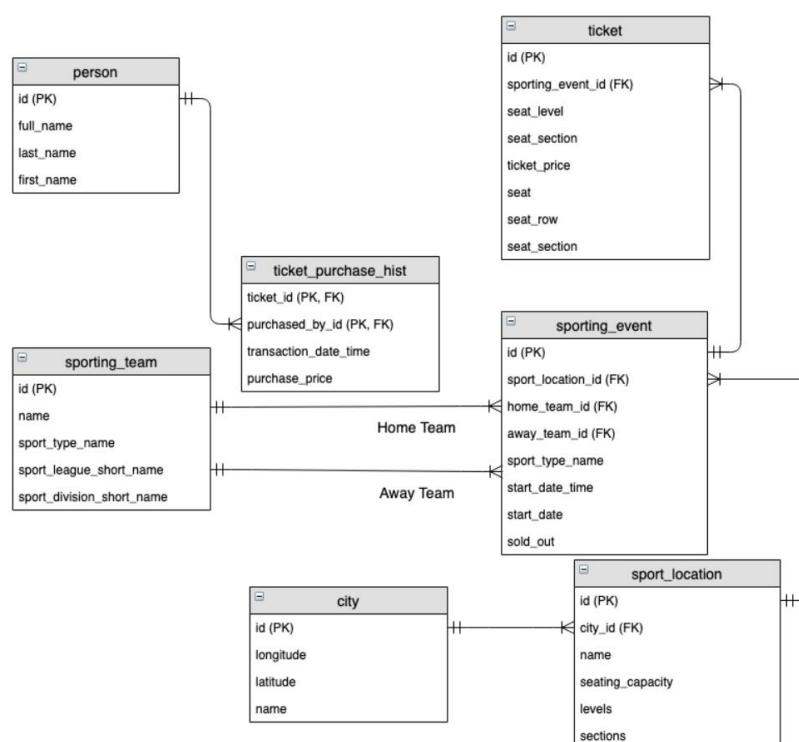 ticket
id (PK)
sporting_event_id (FK)
seat_level
seat_section
ticket_price
seat
seat_row
seat_section
person
id (PK)
full_name
last_name
first_name
ticket_purchase_hist
ticket_id (PK, FK)
purchased_by_id (PK, FK)
transaction_date_time
purchase_price
sporting_team
id (PK)
name
sport_type_name
sport_league_short_name
sport_division_short_name
Home Team
Away Team
sporting_event
id (PK)
sport_location_id (FK)
home_team_id (FK)
away_team_id (FK)
sport_type_name
start_date_time
start_date
sold_out
city
id (PK)
longitude
latitude
name
sport_location
id (PK)
city_id (FK)
name
seating_capacity
levels
sections